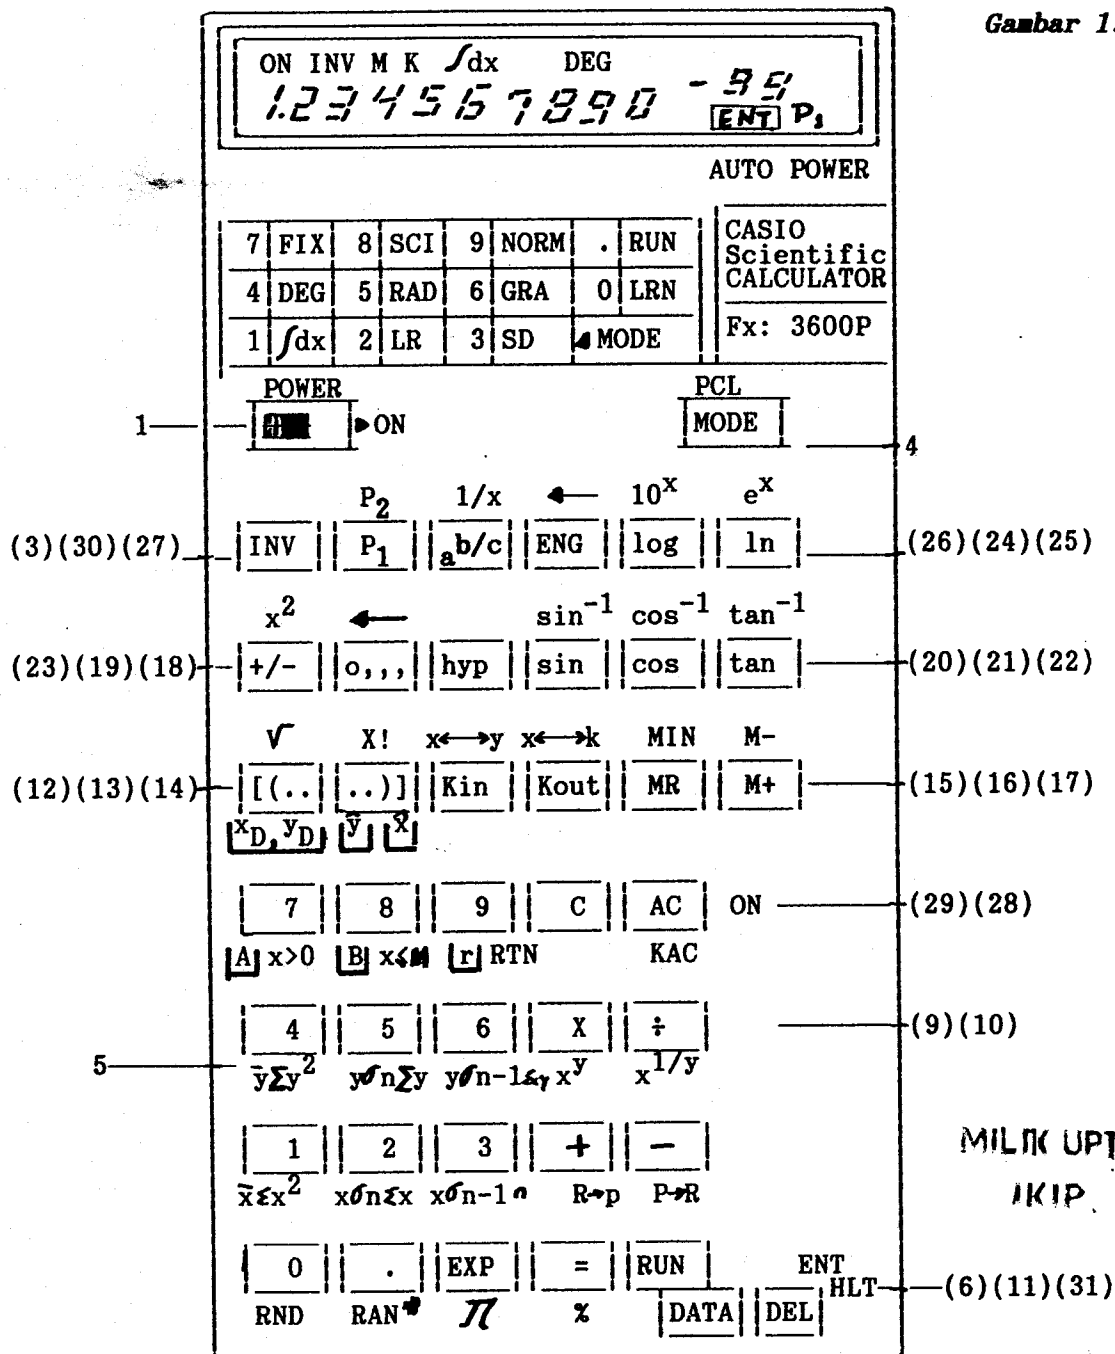 Gambar 1.
ON INV M K ∫dx DEG
1.234567890 -99
ENT P₁
AUTO POWER
7 FIX 8 SCI 9 NORM . RUN
4 DEG 5 RAD 6 GRA 0 LRN
1 ∫dx 2 LR 3 SD ◀MODE
CASIO
Scientific
CALCULATOR
Fx: 3600P
POWER PCL
1 ▶ON MODE 4
P₂ 1/x ← 10ˣ eˣ
(3)(30)(27) INV P₁ ab/c ENG log ln (26)(24)(25)
x² ← sin⁻¹ cos⁻¹ tan⁻¹
(23)(19)(18) +/- o,,, hyp sin cos tan (20)(21)(22)
√ X! x↔y x↔k MIN M-
(12)(13)(14) [(.. ..)] Kin Kout MR M+ (15)(16)(17)
xD,yD ŷ x̂
7 8 9 C AC ON (29)(28)
A x>0 B x≤M r RTN KAC
4 5 6 X ÷ (9)(10)
5 ȳΣy² yσnΣy yσn-1 xʸ x^1/y
1 2 3 + -
x̄Σx² xσnΣx xσn-1 n R→p P→R
0 . EXP = RUN ENT
HLT (6)(11)(31)
RND RAN# π % DATA DEL
MILIK UPT
IKIP